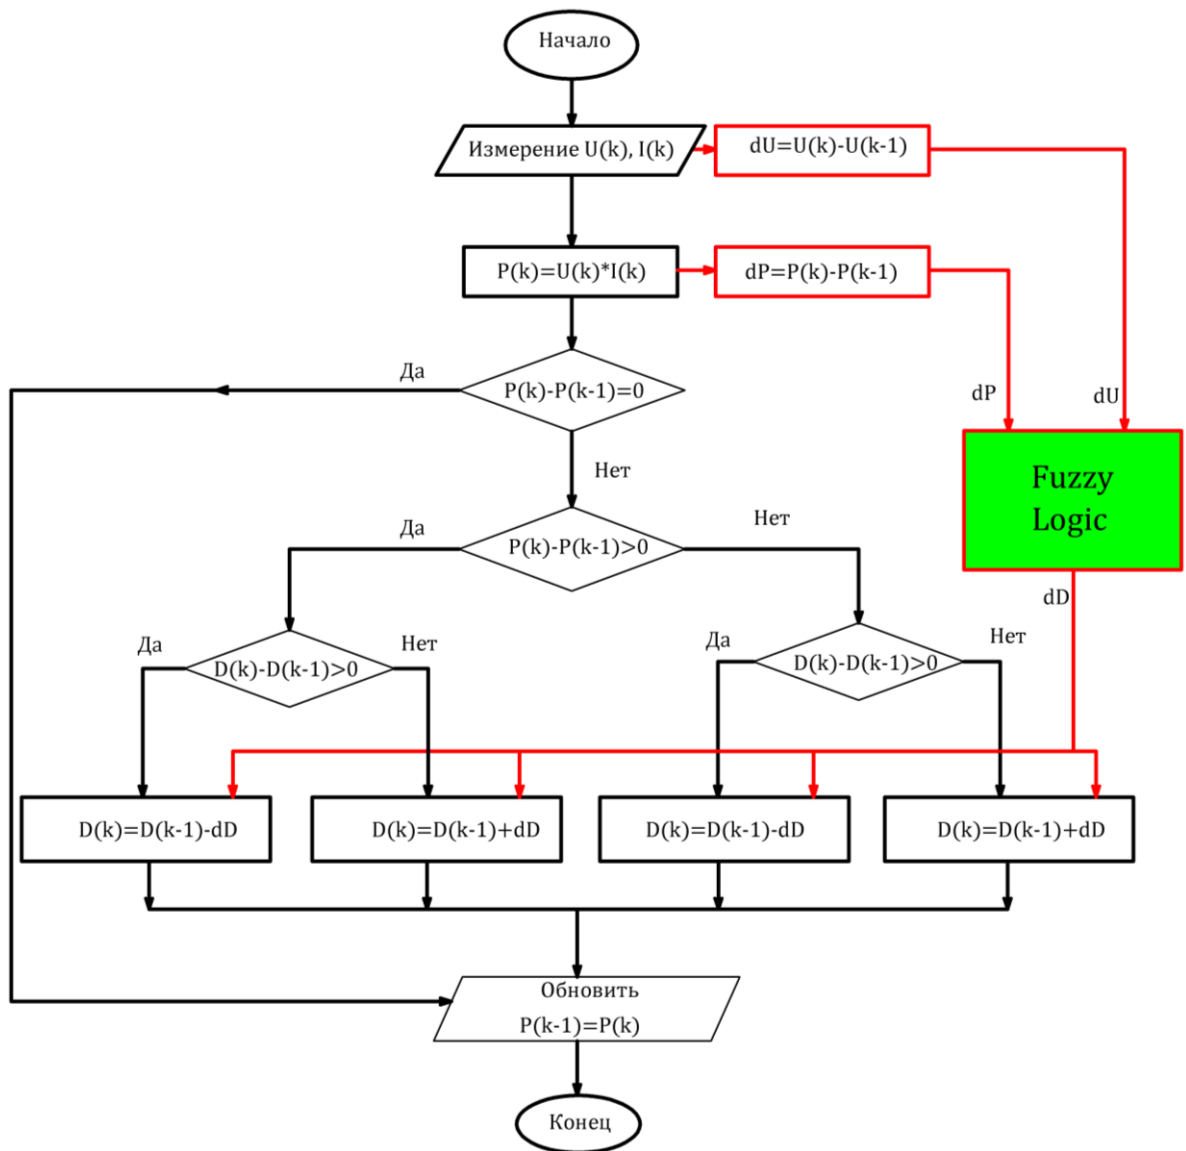 Начало
Измерение U(k), I(k)
dU=U(k)-U(k-1)
P(k)=U(k)*I(k)
dP=P(k)-P(k-1)
Да
P(k)-P(k-1)=0
dP
dU
Нет
Fuzzy
Logic
Да
P(k)-P(k-1)>0
Нет
dD
Да
D(k)-D(k-1)>0
Нет
Да
D(k)-D(k-1)>0
Нет
D(k)=D(k-1)-dD
D(k)=D(k-1)+dD
D(k)=D(k-1)-dD
D(k)=D(k-1)+dD
Обновить
P(k-1)=P(k)
Конец